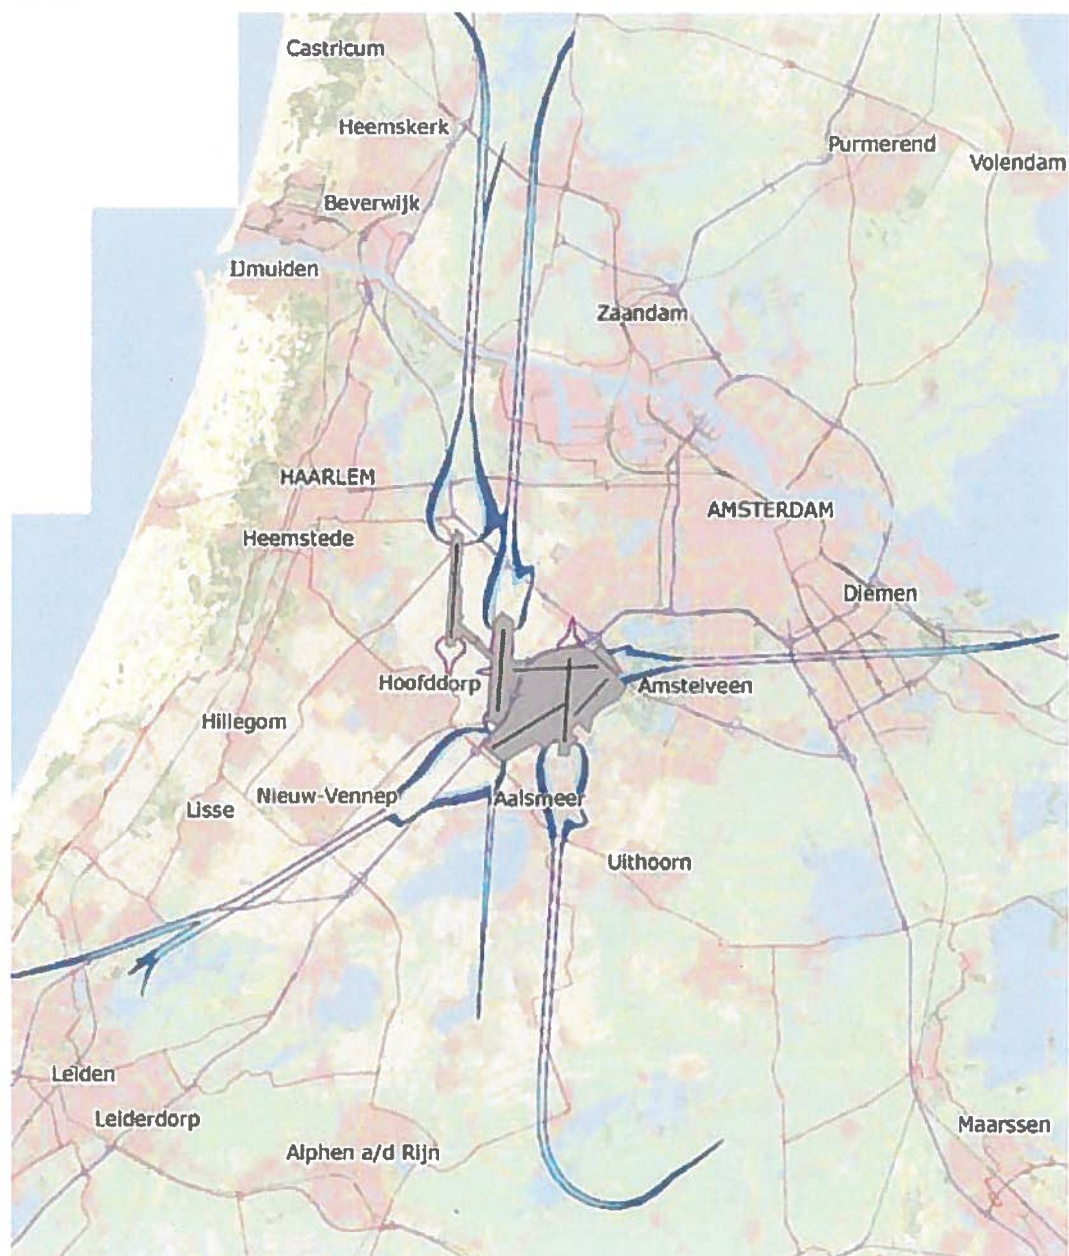 Castricum
Heemskerk
Purmerend
Volendam
Beverwijk
IJmuiden
Zaandam
HAARLEM
AMSTERDAM
Heemstede
Diemen
Hoofddorp
Amstelveen
Hillegom
Nieuw-Vennep
Aalsmeer
Lisse
Uithoorn
Leiden
Leiderdorp
Maarssen
Alphen a/d Rijn